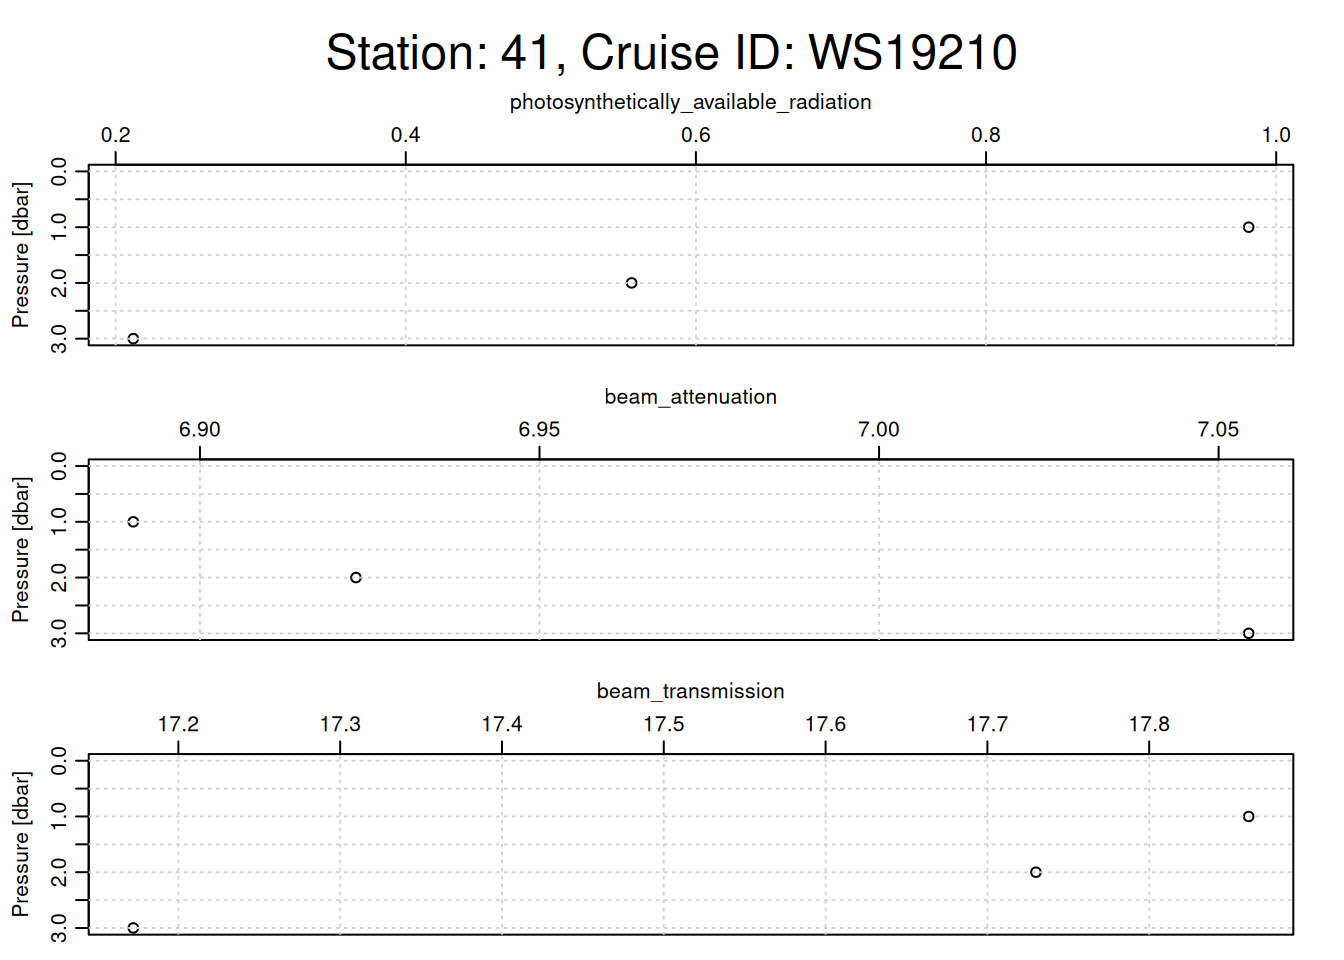 Station: 41, Cruise ID: WS19210
photosynthetically_available_radiation
0.2 0.4 0.6 0.8 1.0
Pressure [dbar]
0.0
1.0
2.0
3.0
beam_attenuation
6.90 6.95 7.00 7.05
Pressure [dbar]
0.0
1.0
2.0
3.0
beam_transmission
17.2 17.3 17.4 17.5 17.6 17.7 17.8
Pressure [dbar]
0.0
1.0
2.0
3.0